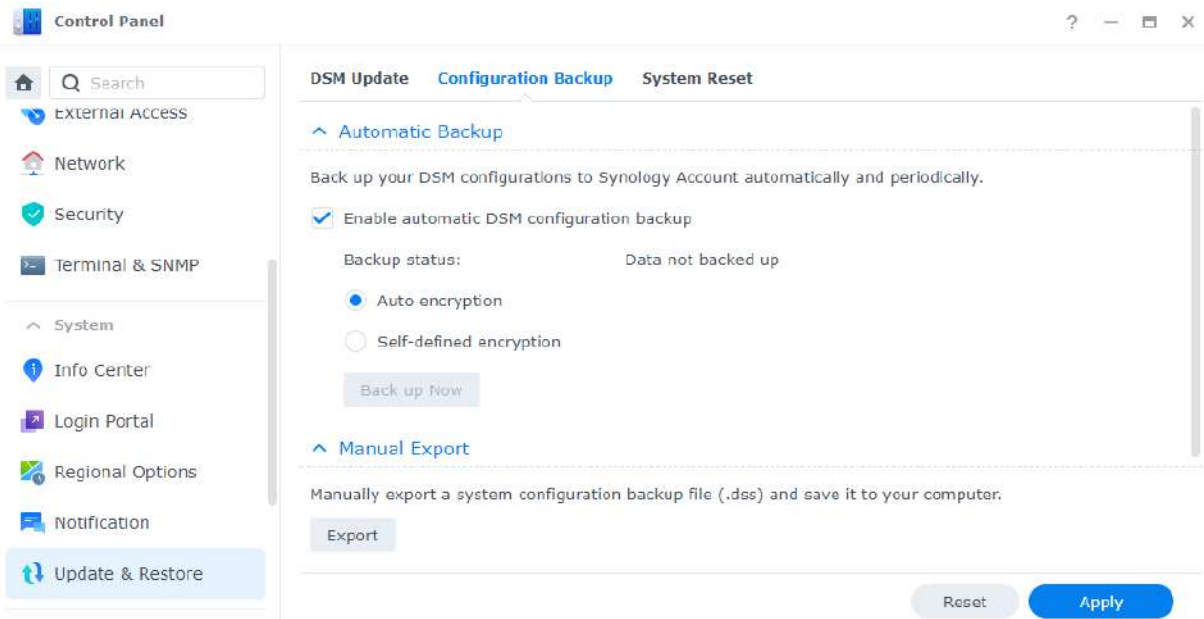 Control Panel
?
Search
External Access
Network
Security
Terminal & SNMP
System
Info Center
Login Portal
Regional Options
Notification
Update & Restore
DSM Update Configuration Backup System Reset
Automatic Backup
Back up your DSM configurations to Synology Account automatically and periodically.
Enable automatic DSM configuration backup
Backup status: Data not backed up
Auto encryption
Self-defined encryption
Back up Now
Manual Export
Manually export a system configuration backup file (.dss) and save it to your computer.
Export
Reset Apply